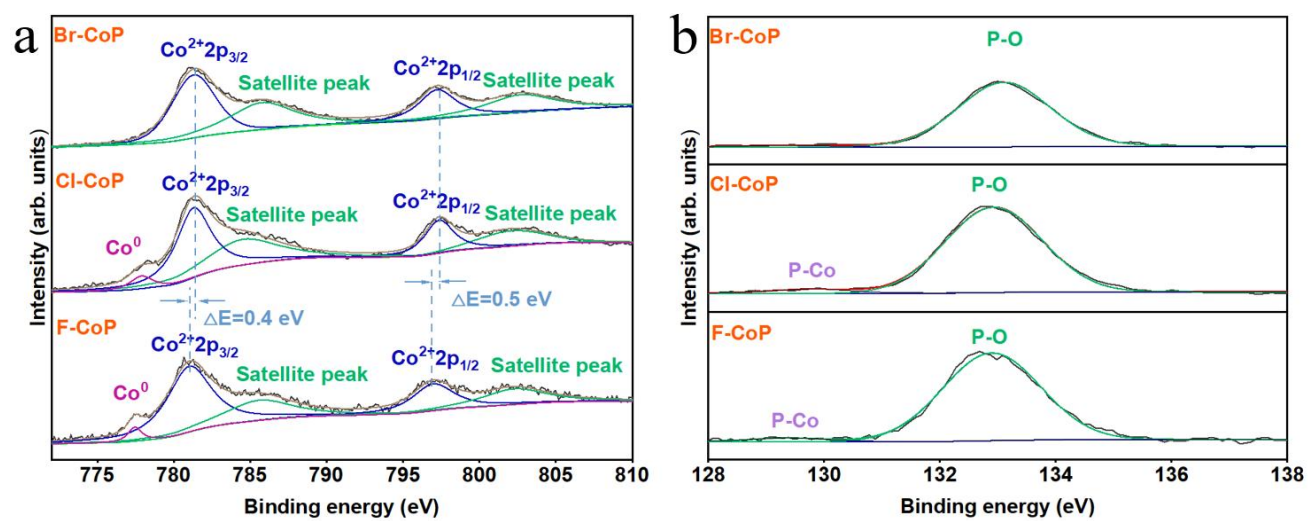 a
Br-CoP
Co²⁺2p₃/₂
Satellite peak
Co²⁺2p₁/₂
Satellite peak
Cl-CoP
Co²⁺2p₃/₂
Satellite peak
Co²⁺2p₁/₂
Satellite peak
Co⁰
△E=0.4 eV
△E=0.5 eV
F-CoP
Co²⁺2p₃/₂
Satellite peak
Co²⁺2p₁/₂
Satellite peak
Co⁰
Intensity (arb. units)
775 780 785 790 795 800 805 810
Binding energy (eV)
b
Br-CoP
P-O
Cl-CoP
P-O
P-Co
F-CoP
P-O
P-Co
Intensity (arb. units)
128 130 132 134 136 138
Binding energy (eV)